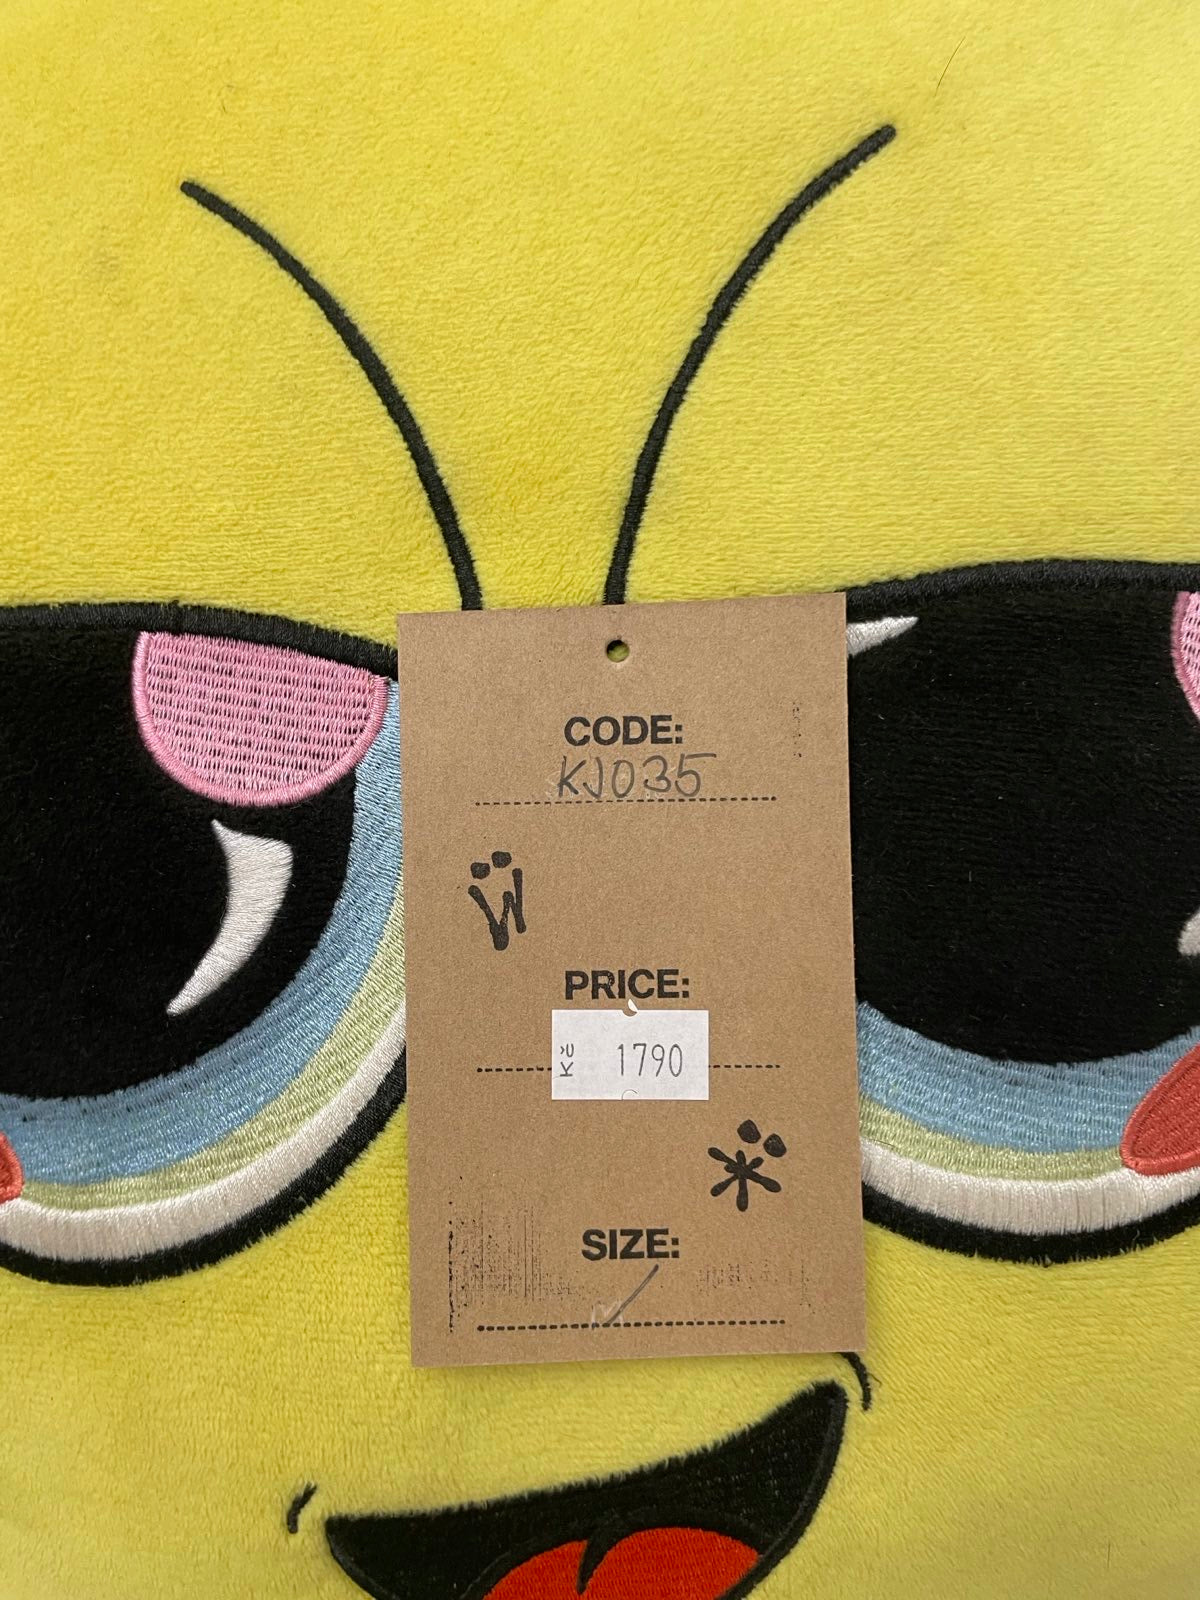 CODE:
KJ035
Ẅ
PRICE:
Kč 1790
SIZE:
/